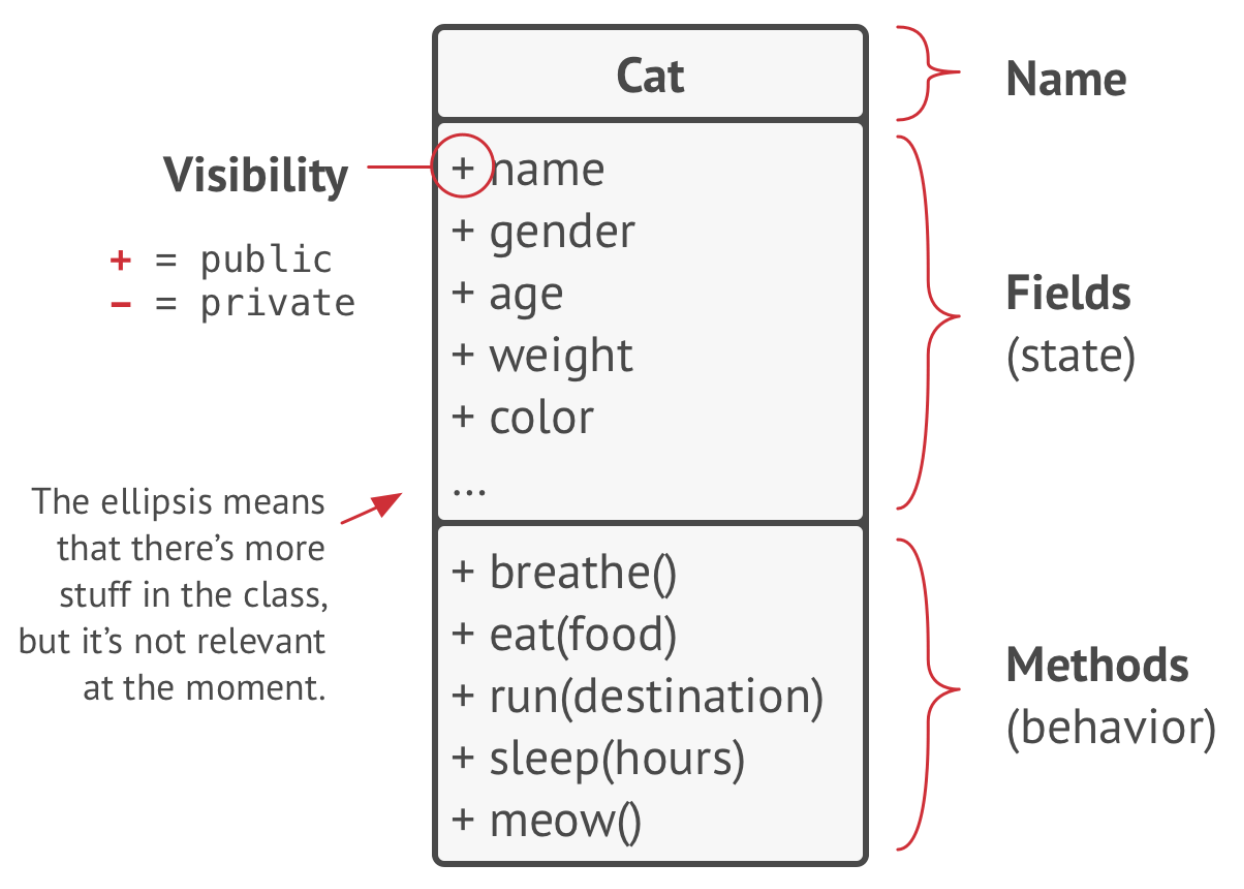 Cat
Name
Visibility
+ = public
– = private
+ name
+ gender
+ age
+ weight
+ color
...
Fields
(state)
The ellipsis means
that there’s more
stuff in the class,
but it’s not relevant
at the moment.
+ breathe()
+ eat(food)
+ run(destination)
+ sleep(hours)
+ meow()
Methods
(behavior)